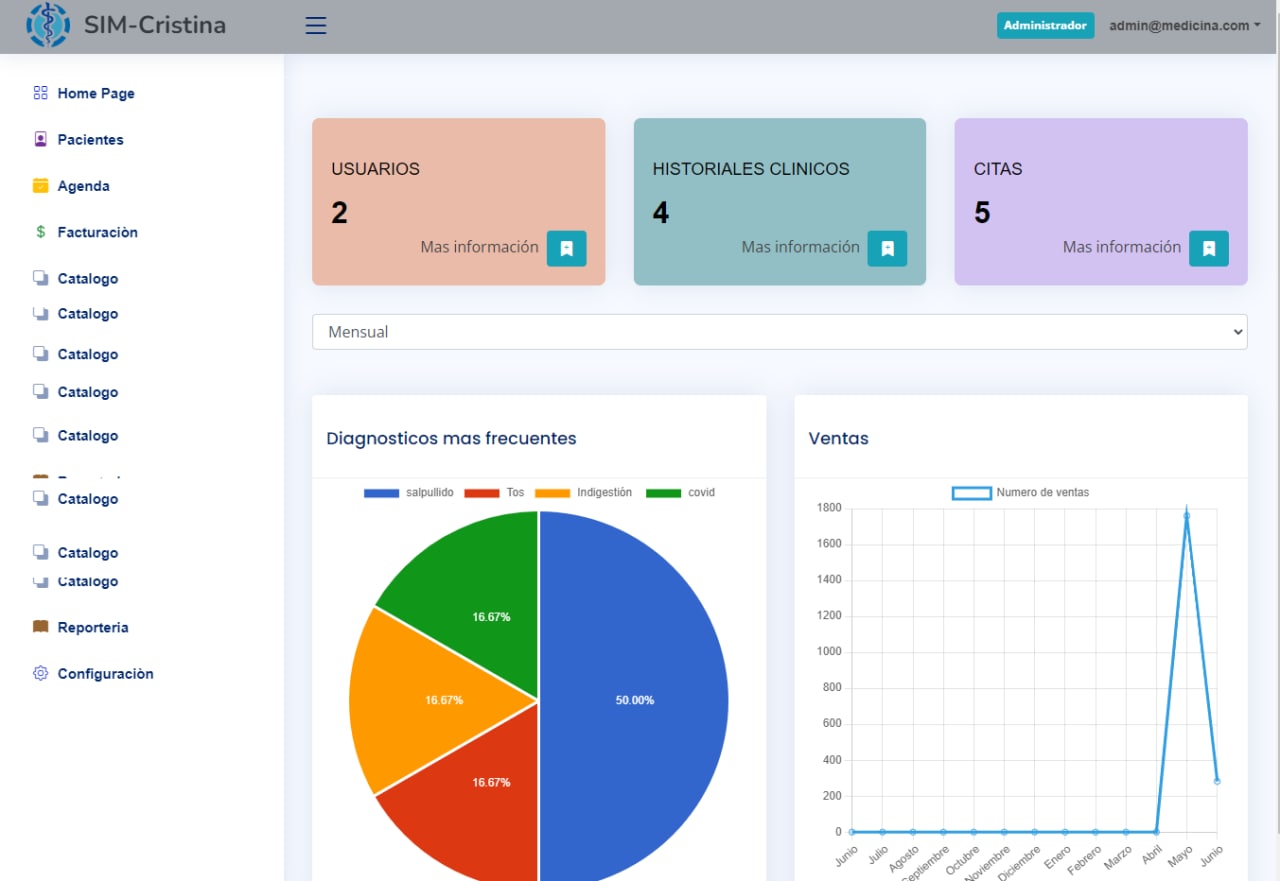 SIM-Cristina
Administrador
admin@medicina.com
Home Page
Pacientes
Agenda
Facturaciòn
Catalogo
Catalogo
Catalogo
Catalogo
Catalogo
Catalogo
Catalogo
Catalogo
Reporteria
Configuraciòn
USUARIOS
2
Mas información
HISTORIALES CLINICOS
4
Mas información
CITAS
5
Mas información
Mensual
Diagnosticos mas frecuentes
salpullido Tos Indigestión covid
16.67%
16.67%
50.00%
16.67%
Ventas
Numero de ventas
1800
1600
1400
1200
1000
800
600
400
200
0
Junio Julio Agosto Septiembre Octubre Noviembre Diciembre Enero Febrero Marzo Abril Mayo Junio